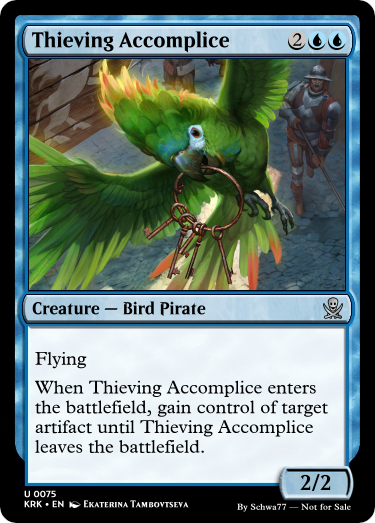 Thieving Accomplice 2
Creature — Bird Pirate
Flying
When Thieving Accomplice enters
the battlefield, gain control of target
artifact until Thieving Accomplice
leaves the battlefield.
2/2
U 0075
KRK • EN Ekaterina Tambovtseva
By Schwa77 — Not for Sale